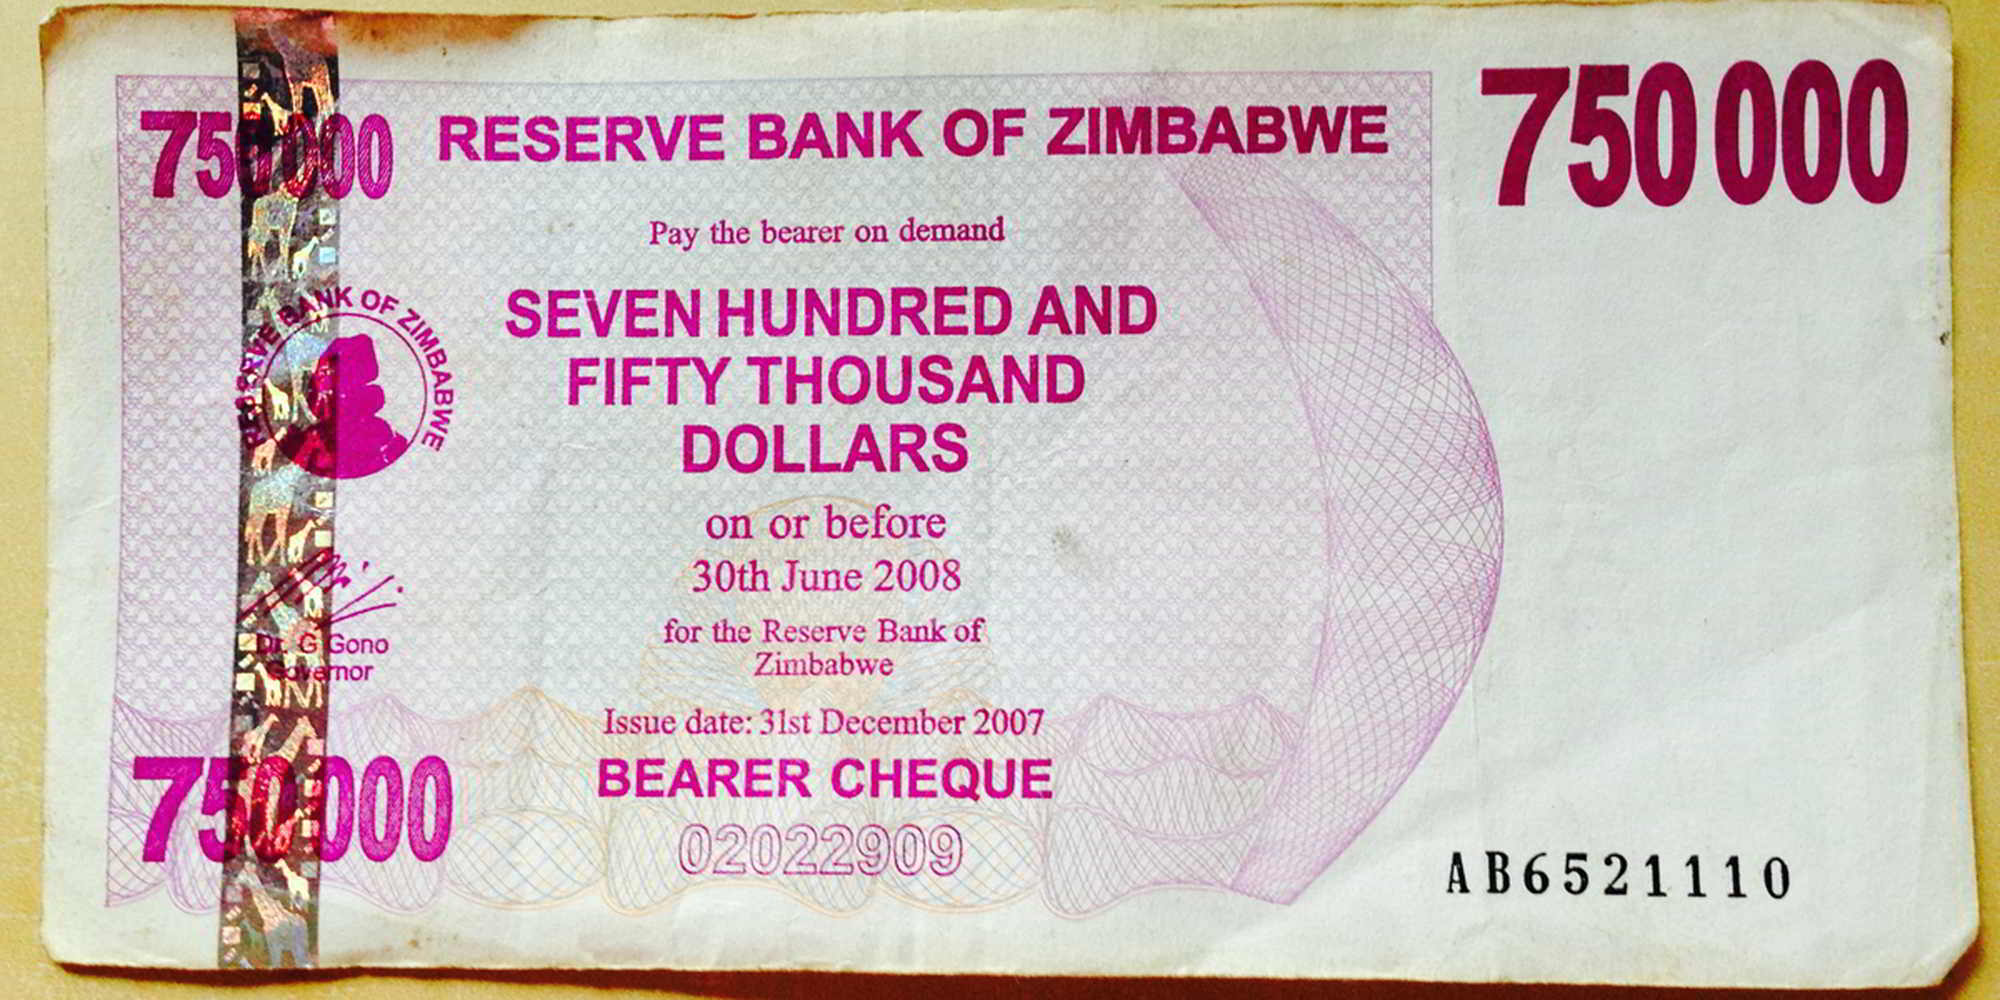 750000
RESERVE BANK OF ZIMBABWE
750 000
Pay the bearer on demand
SEVEN HUNDRED AND
FIFTY THOUSAND
DOLLARS
RESERVE BANK OF ZIMBABWE
on or before
30th June 2008
for the Reserve Bank of
Zimbabwe
Dr. G Gono
Governor
Issue date: 31st December 2007
750000
BEARER CHEQUE
02022909
AB6521110